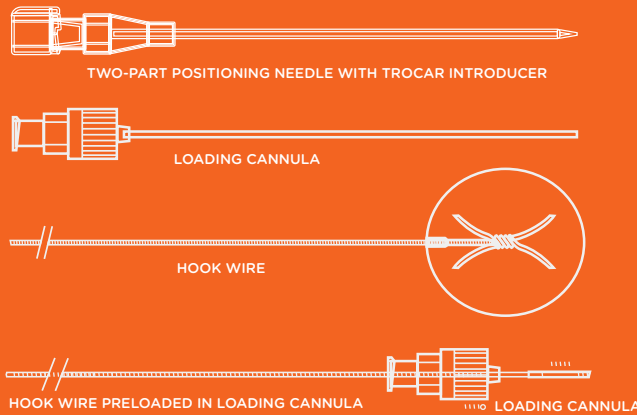 TWO-PART POSITIONING NEEDLE WITH TROCAR INTRODUCER
LOADING CANNULA
HOOK WIRE
HOOK WIRE PRELOADED IN LOADING CANNULA
LOADING CANNULA